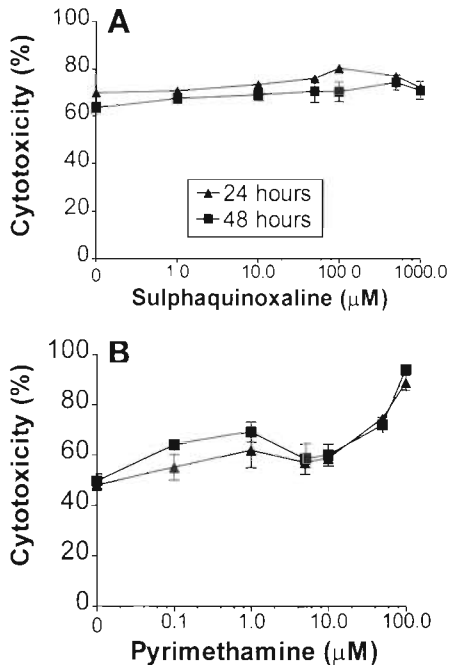 A
Cytotoxicity (%)
100
80
60
40
20
0
24 hours
48 hours
0 1.0 10.0 100.0 1000.0
Sulphaquinoxaline (μM)
B
Cytotoxicity (%)
100
80
60
40
20
0
0 0.1 1.0 10.0 100.0
Pyrimethamine (μM)